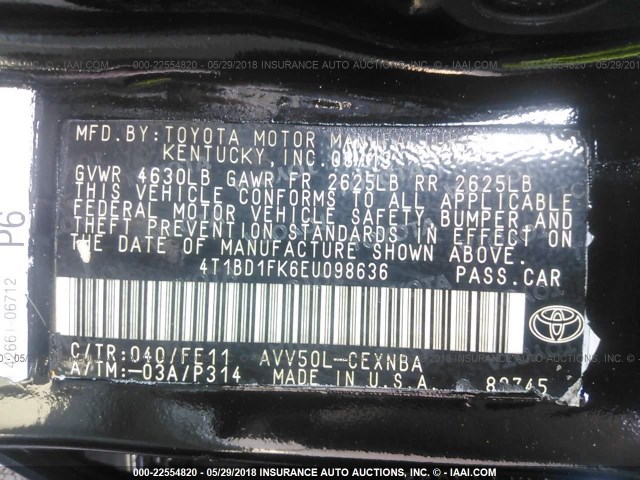 000-22554820 - 05/29/2018 INSURANCE AUTO AUCTIONS, INC. - © - IAAI.COM
P6
06712
MFD.BY: TOYOTA MOTOR
KENTUCKY, INC.
GVWR 4630LB GAWR FR 2625LB RR 2625LB
THIS VEHICLE CONFORMS TO ALL APPLICABLE
FEDERAL MOTOR VEHICLE SAFETY, BUMPER AND
THEFT PREVENTION STANDARDS IN EFFECT ON
THE DATE OF MANUFACTURE SHOWN ABOVE.
4T1BD1FK6EU098636 PASS.CAR
C/TR:040/FE11 AVV50L-CEXNBA
A/TM:-03A/P314 MADE IN U.S.A
000-22554820 - 05/29/2018 INSURANCE AUTO AUCTIONS, INC. - © - IAAI.COM